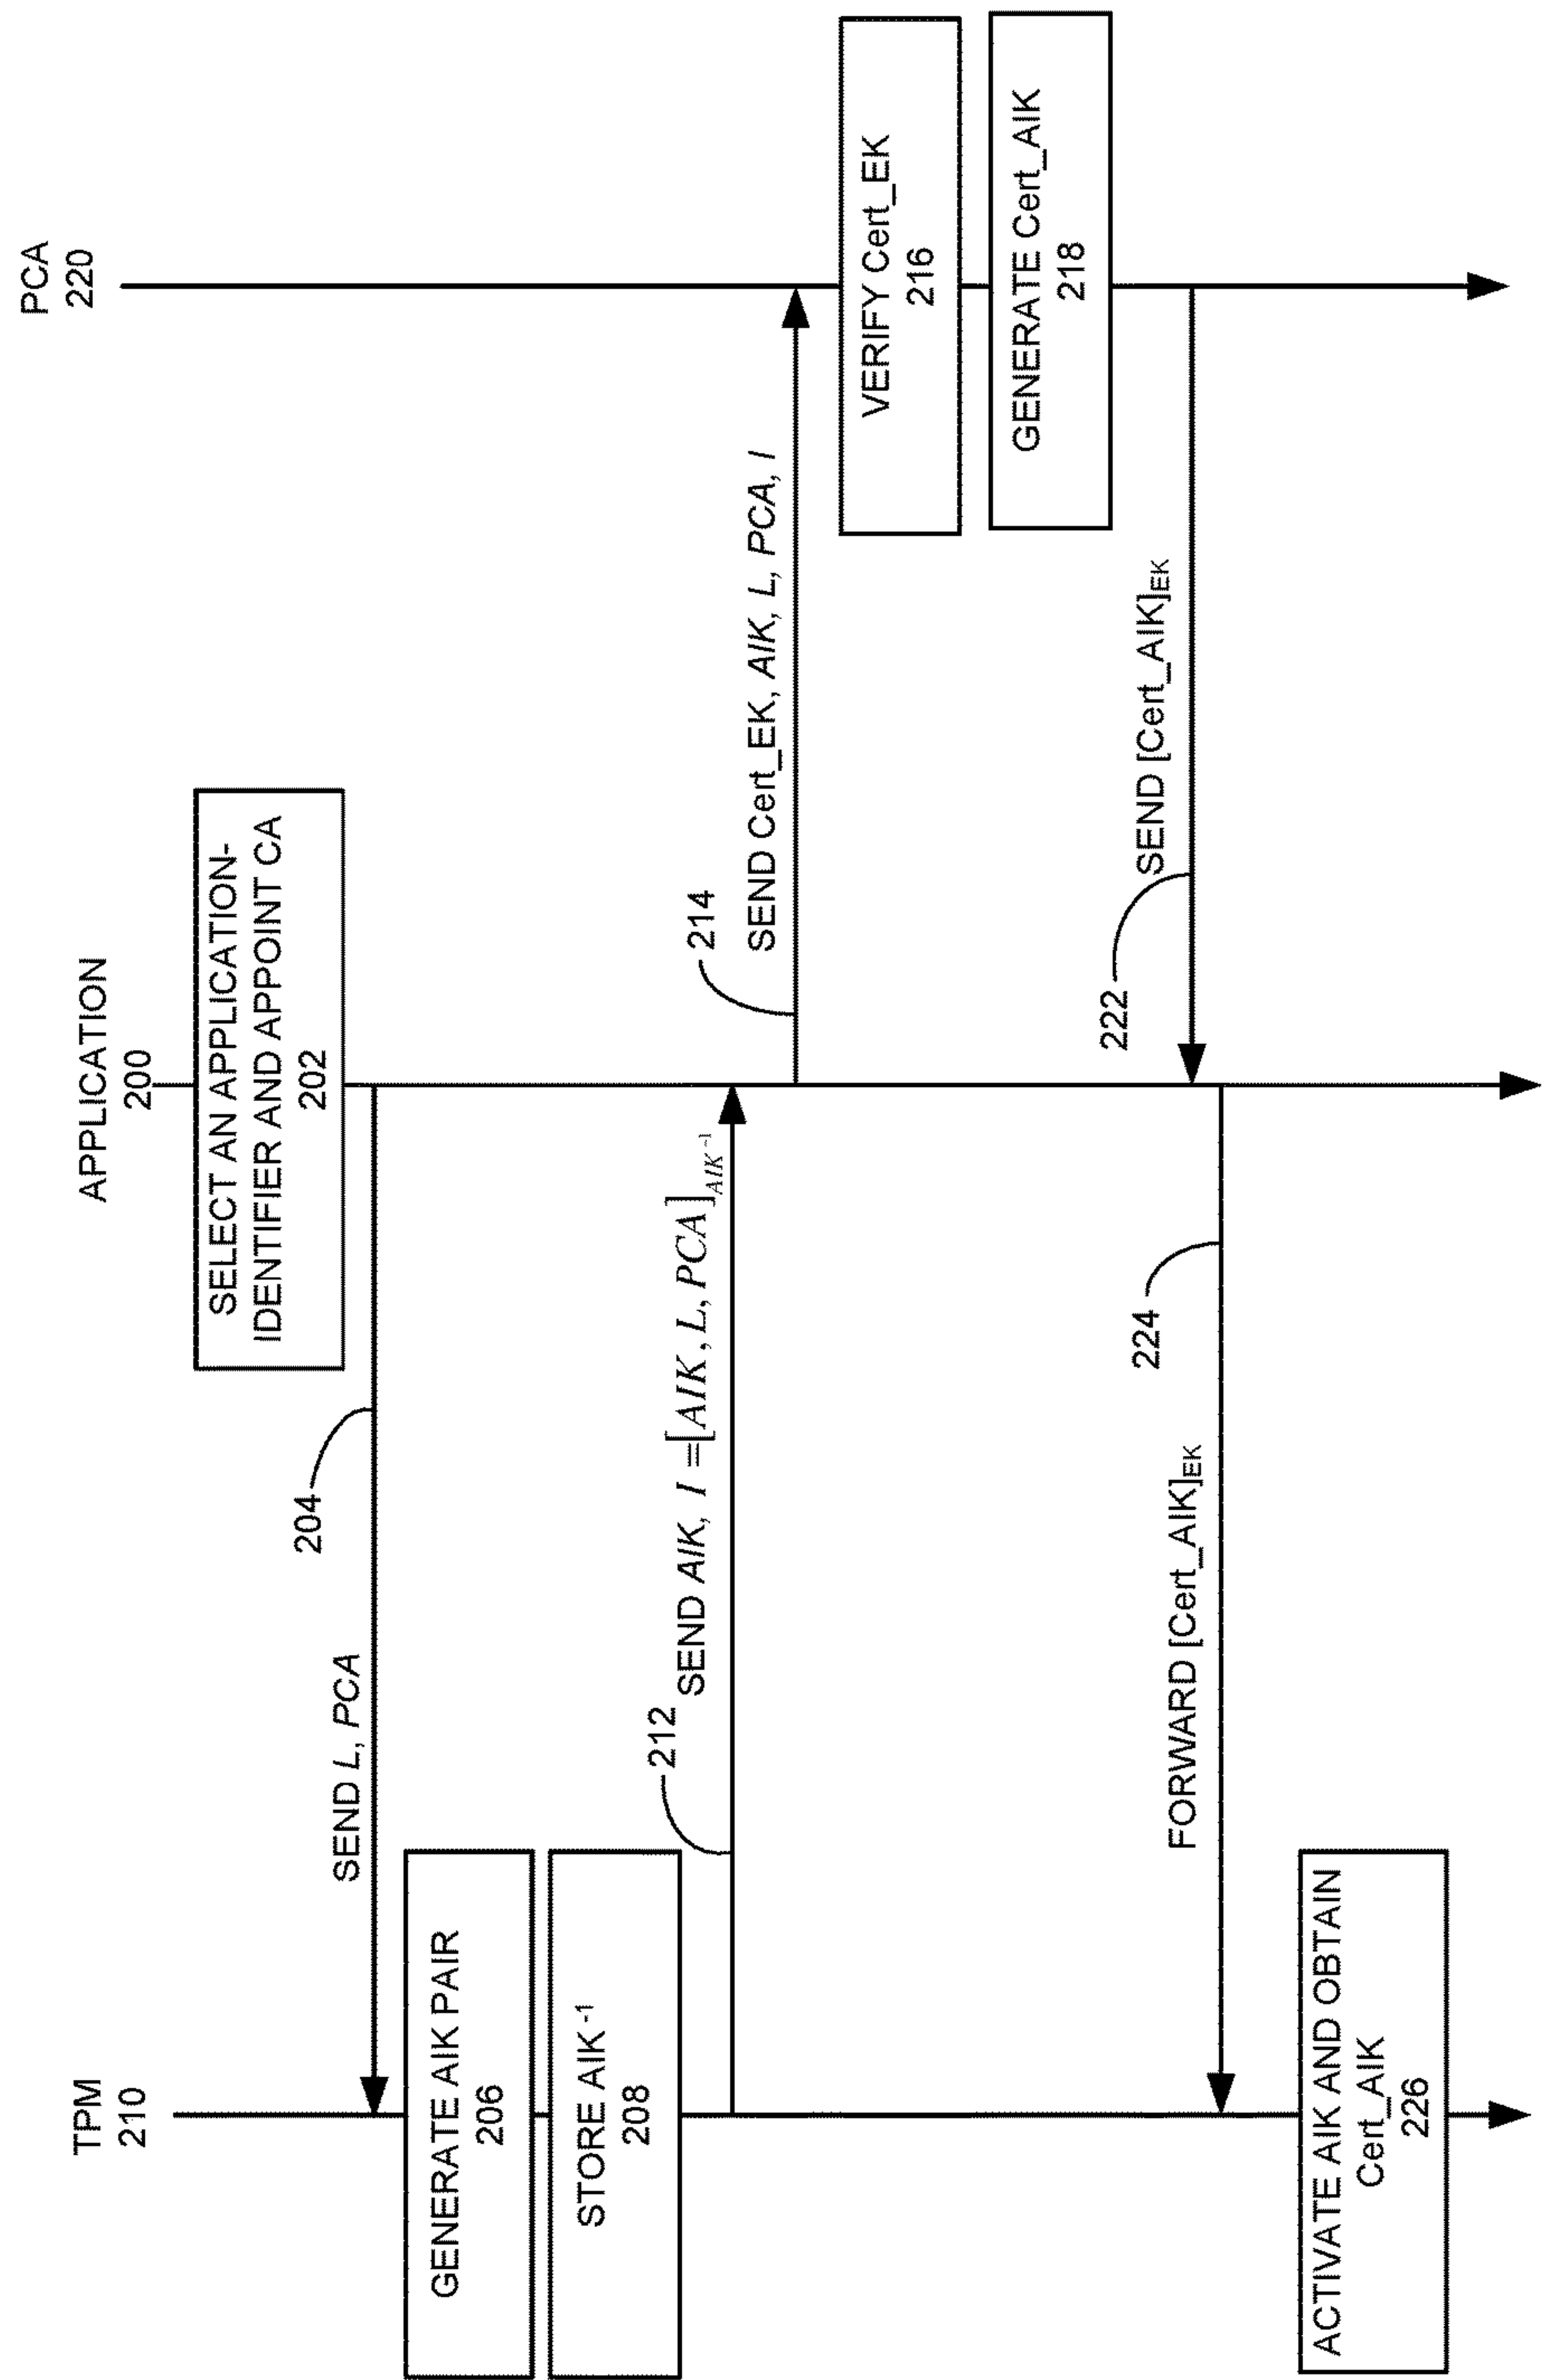 TPM
210
APPLICATION
200
PCA
220
SELECT AN APPLICATION-
IDENTIFIER AND APPOINT CA
202
SEND L, PCA
204
GENERATE AIK PAIR
206
STORE AIK⁻¹
208
212
SEND AIK, I =[AIK, L, PCA]_{AIK⁻¹}
214
SEND Cert_EK, AIK, L, PCA, I
VERIFY Cert_EK
216
GENERATE Cert_AIK
218
222
SEND [Cert_AIK]EK
FORWARD [Cert_AIK]EK
224
ACTIVATE AIK AND OBTAIN
Cert_AIK
226